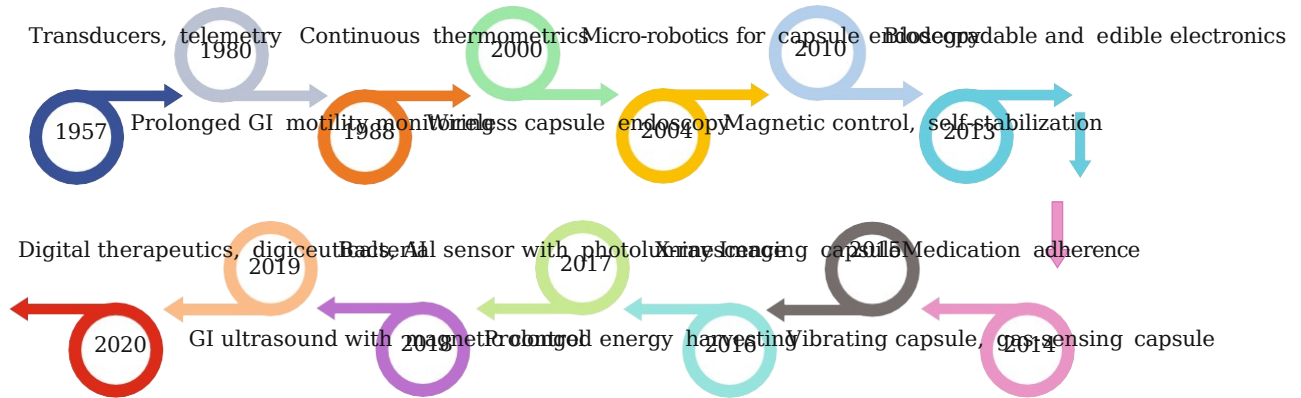 Transducers, telemetry
Continuous thermometrics
Micro-robotics for capsule endoscopy
Biodegradable and edible electronics
1980
2000
2010
1957
Prolonged GI motility monitoring
1988
Wireless capsule endoscopy
2004
Magnetic control, self-stabilization
2013
Digital therapeutics, digiceuticals, AI
Bacterial sensor with photoluminescence
X-ray Imaging capsule
Medication adherence
2019
2017
2015
2020
GI ultrasound with magnetic control
2018
Prolonged energy harvesting
2016
Vibrating capsule, gas-sensing capsule
2014